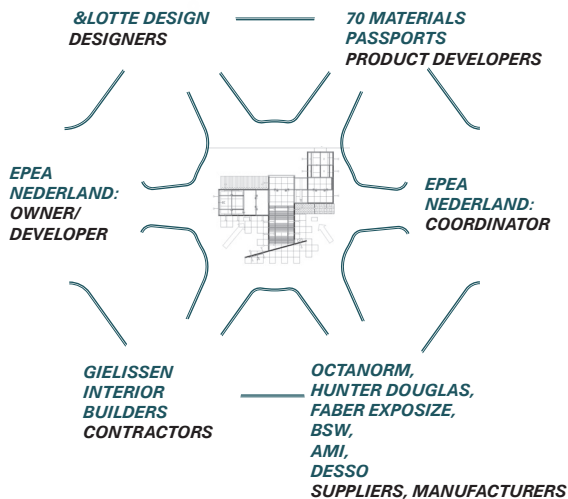 &LOTTE DESIGN
DESIGNERS
70 MATERIALS
PASSPORTS
PRODUCT DEVELOPERS
EPEA
NEDERLAND:
OWNER/
DEVELOPER
EPEA
NEDERLAND:
COORDINATOR
GIELISSEN
INTERIOR
BUILDERS
CONTRACTORS
OCTANORM,
HUNTER DOUGLAS,
FABER EXPOSIZE,
BSW,
AMI,
DESSO
SUPPLIERS, MANUFACTURERS